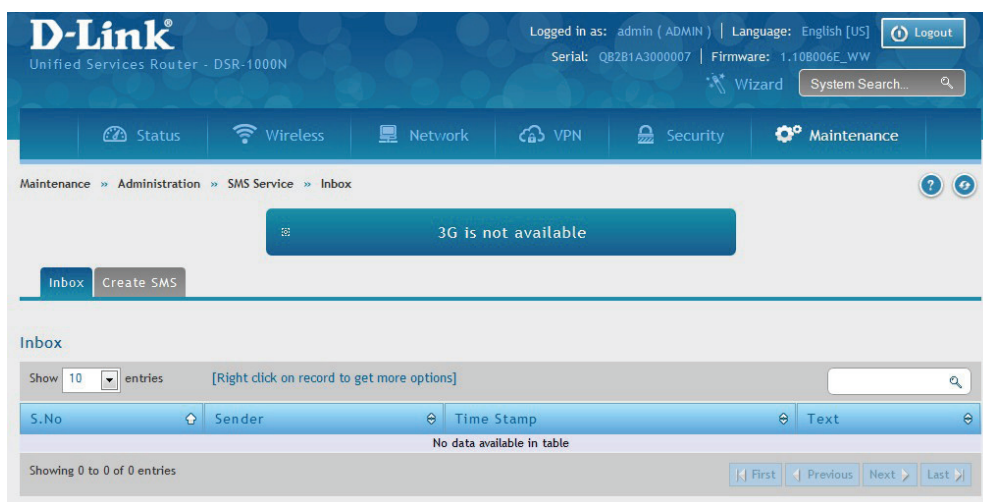 D-Link®
Unified Services Router - DSR-1000N
Logged in as: admin ( ADMIN ) | Language: English [US] Logout
Serial: QB2B1A3000007 | Firmware: 1.10B006E_WW
Wizard System Search...
Status Wireless Network VPN Security Maintenance
Maintenance » Administration » SMS Service » Inbox
3G is not available
Inbox Create SMS
Inbox
Show 10 entries [Right click on record to get more options]
S.No Sender Time Stamp Text
No data available in table
Showing 0 to 0 of 0 entries First Previous Next Last